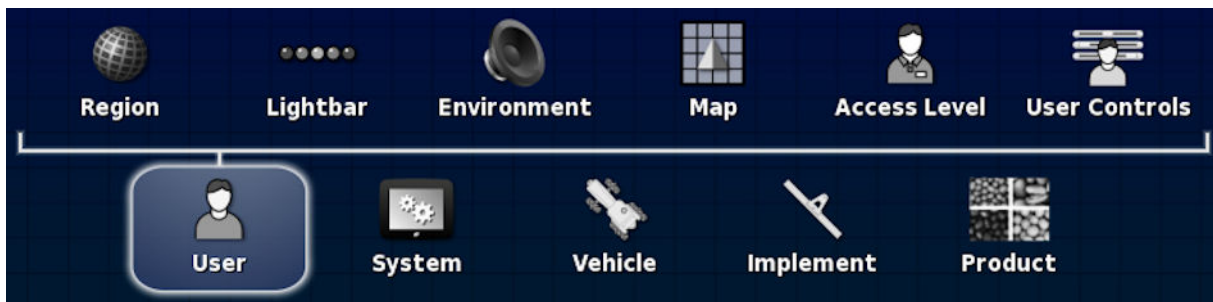 Region Lightbar Environment Map Access Level User Controls
User System Vehicle Implement Product